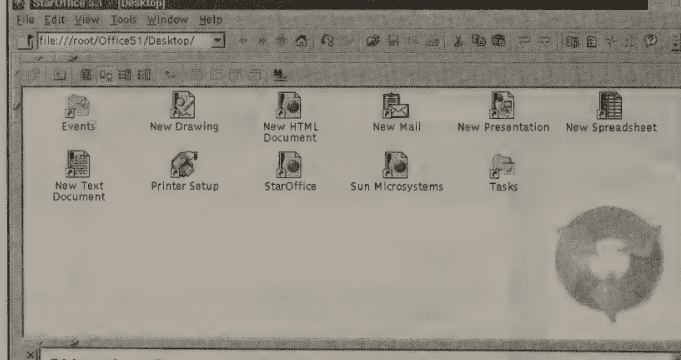 StarOffice 5.1 [Desktop]
File Edit View Tools Window Help
file:///root/Office51/Desktop/
Events New Drawing New HTML Document New Mail New Presentation New Spreadsheet
New Text Document Printer Setup StarOffice Sun Microsystems Tasks